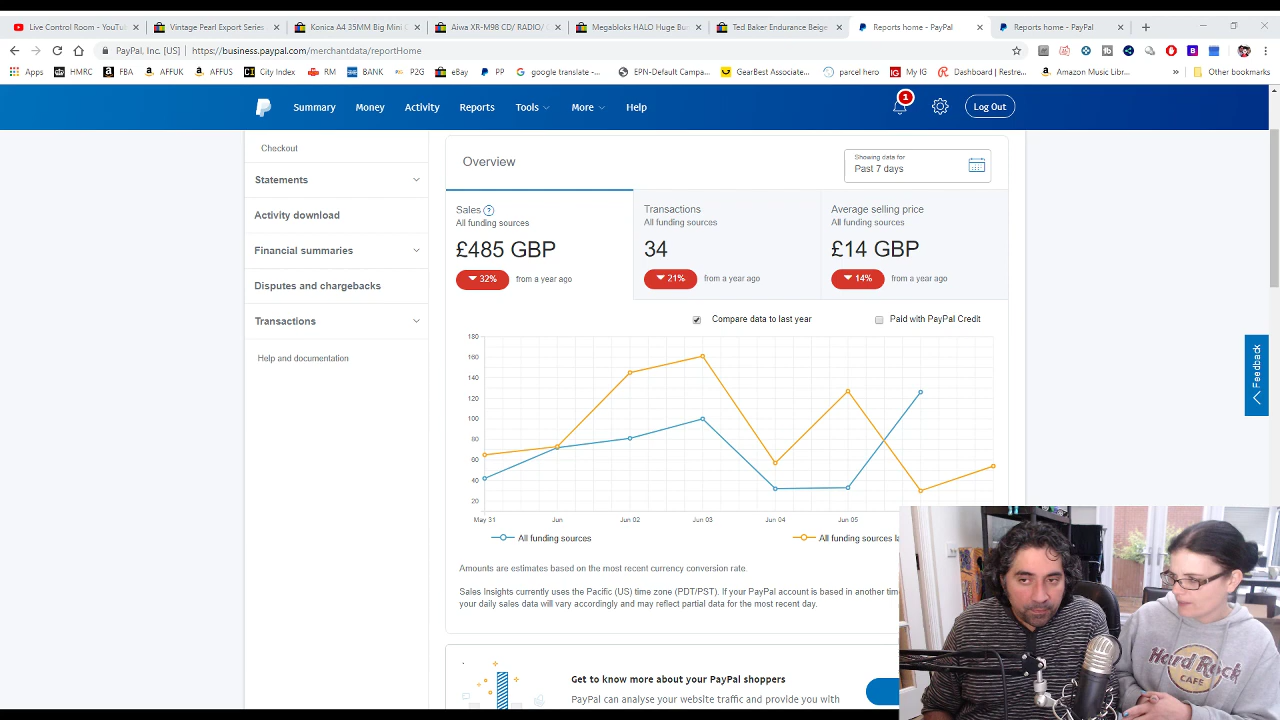 Live Control Room - YouTu
Vintage Pearl Export Series
Konica A4 35MM Big Mini C
Aiwa XR-M98 CD/ RADIO/
Megabloks HALO Huge Bu
Ted Baker Endurance Beige
Reports home - PayPal
Reports home - PayPal
PayPal, Inc. [US] https://business.paypal.com/merchantdata/reportHome
Apps HMRC FBA AFFUK AFFUS City Index RM BANK P2G eBay PP google translate -... EPN-Default Campa... GearBest Associate... parcel hero My IG Dashboard | Restre... Amazon Music Libr... » Other bookmarks
Summary Money Activity Reports Tools More Help 1 Log Out
Checkout
Statements
Activity download
Financial summaries
Disputes and chargebacks
Transactions
Help and documentation
Overview
Showing data for
Past 7 days
Sales ?
All funding sources
£485 GBP
32% from a year ago
Transactions
All funding sources
34
21% from a year ago
Average selling price
All funding sources
£14 GBP
14% from a year ago
Compare data to last year Paid with PayPal Credit
180
160
140
120
100
80
60
40
20
May 31 Jun Jun 02 Jun 03 Jun 04 Jun 05
All funding sources All funding sources la
Amounts are estimates based on the most recent currency conversion rate
Sales Insights currently uses the Pacific (US) time zone (PDT/PST). If your PayPal account is based in another time
your daily sales data will vary accordingly and may reflect partial data for the most recent day.
Get to know more about your PayPal shoppers
PayPal can analyse your website traffic and provide you with
Feedback
Hard Rock
CAFE